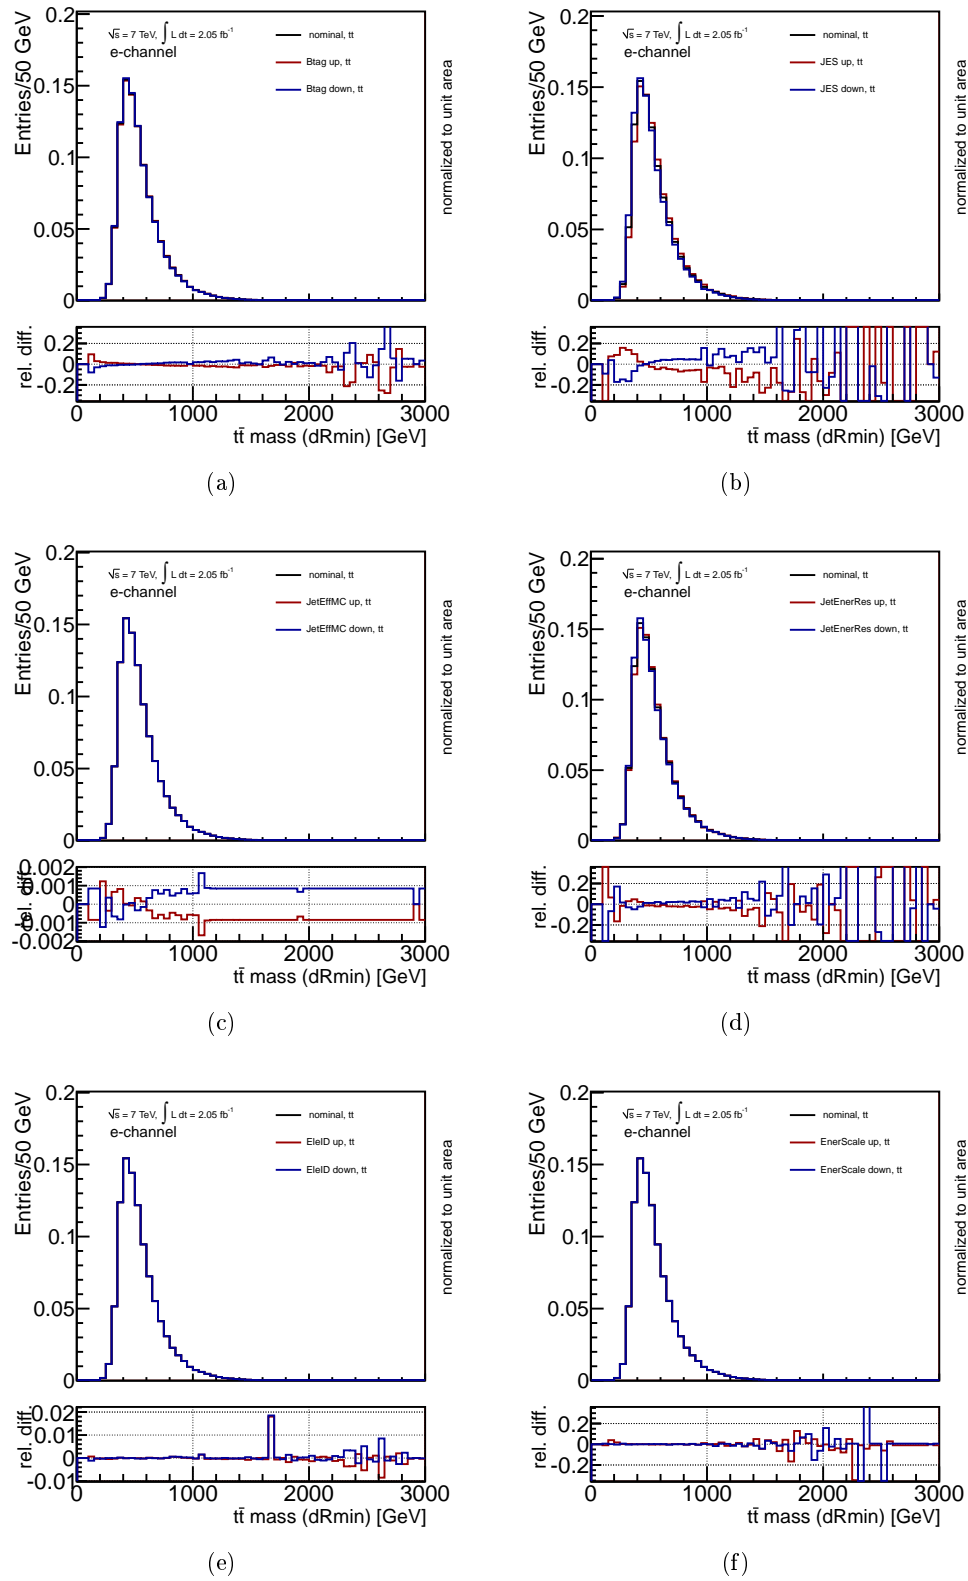 Entries/50 GeV
0.2
0.15
0.1
0.05
0
√s = 7 TeV, ∫ L dt = 2.05 fb⁻¹
e-channel
nominal, tt
Btag up, tt
Btag down, tt
normalized to unit area
rel. diff.
0.2
0
-0.2
0 1000 2000 3000
tt̄ mass (dRmin) [GeV]
(a)
Entries/50 GeV
0.2
0.15
0.1
0.05
0
√s = 7 TeV, ∫ L dt = 2.05 fb⁻¹
e-channel
nominal, tt
JES up, tt
JES down, tt
normalized to unit area
rel. diff.
0.2
0
-0.2
0 1000 2000 3000
tt̄ mass (dRmin) [GeV]
(b)
Entries/50 GeV
0.2
0.15
0.1
0.05
0
√s = 7 TeV, ∫ L dt = 2.05 fb⁻¹
e-channel
nominal, tt
JetEffMC up, tt
JetEffMC down, tt
normalized to unit area
rel. diff.
0.002
0.001
0
-0.001
-0.002
0 1000 2000 3000
tt̄ mass (dRmin) [GeV]
(c)
Entries/50 GeV
0.2
0.15
0.1
0.05
0
√s = 7 TeV, ∫ L dt = 2.05 fb⁻¹
e-channel
nominal, tt
JetEnerRes up, tt
JetEnerRes down, tt
normalized to unit area
rel. diff.
0.2
0
-0.2
0 1000 2000 3000
tt̄ mass (dRmin) [GeV]
(d)
Entries/50 GeV
0.2
0.15
0.1
0.05
0
√s = 7 TeV, ∫ L dt = 2.05 fb⁻¹
e-channel
nominal, tt
EleID up, tt
EleID down, tt
normalized to unit area
rel. diff.
0.02
0.01
0
-0.01
0 1000 2000 3000
tt̄ mass (dRmin) [GeV]
(e)
Entries/50 GeV
0.2
0.15
0.1
0.05
0
√s = 7 TeV, ∫ L dt = 2.05 fb⁻¹
e-channel
nominal, tt
EnerScale up, tt
EnerScale down, tt
normalized to unit area
rel. diff.
0.2
0
-0.2
0 1000 2000 3000
tt̄ mass (dRmin) [GeV]
(f)